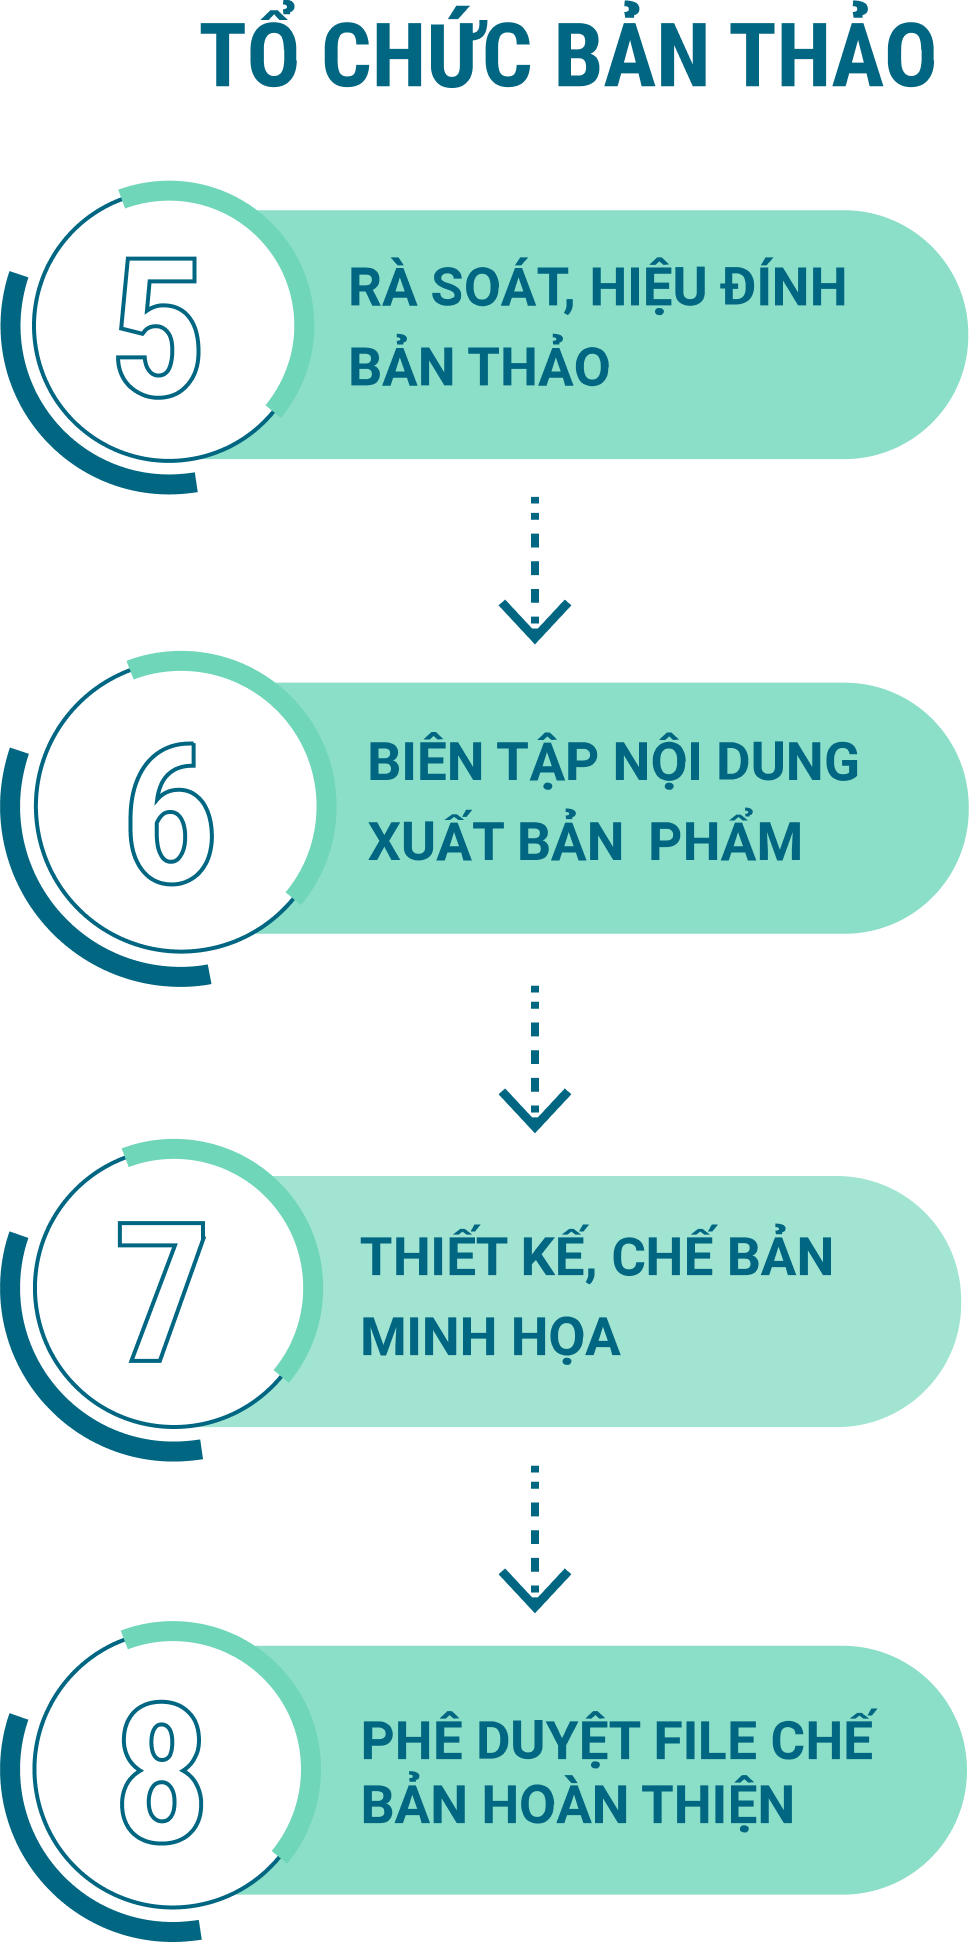 TỔ CHỨC BẢN THẢO
5
RÀ SOÁT, HIỆU ĐÍNH
BẢN THẢO
6
BIÊN TẬP NỘI DUNG
XUẤT BẢN  PHẨM
7
THIẾT KẾ, CHẾ BẢN
MINH HỌA
8
PHÊ DUYỆT FILE CHẾ
BẢN HOÀN THIỆN